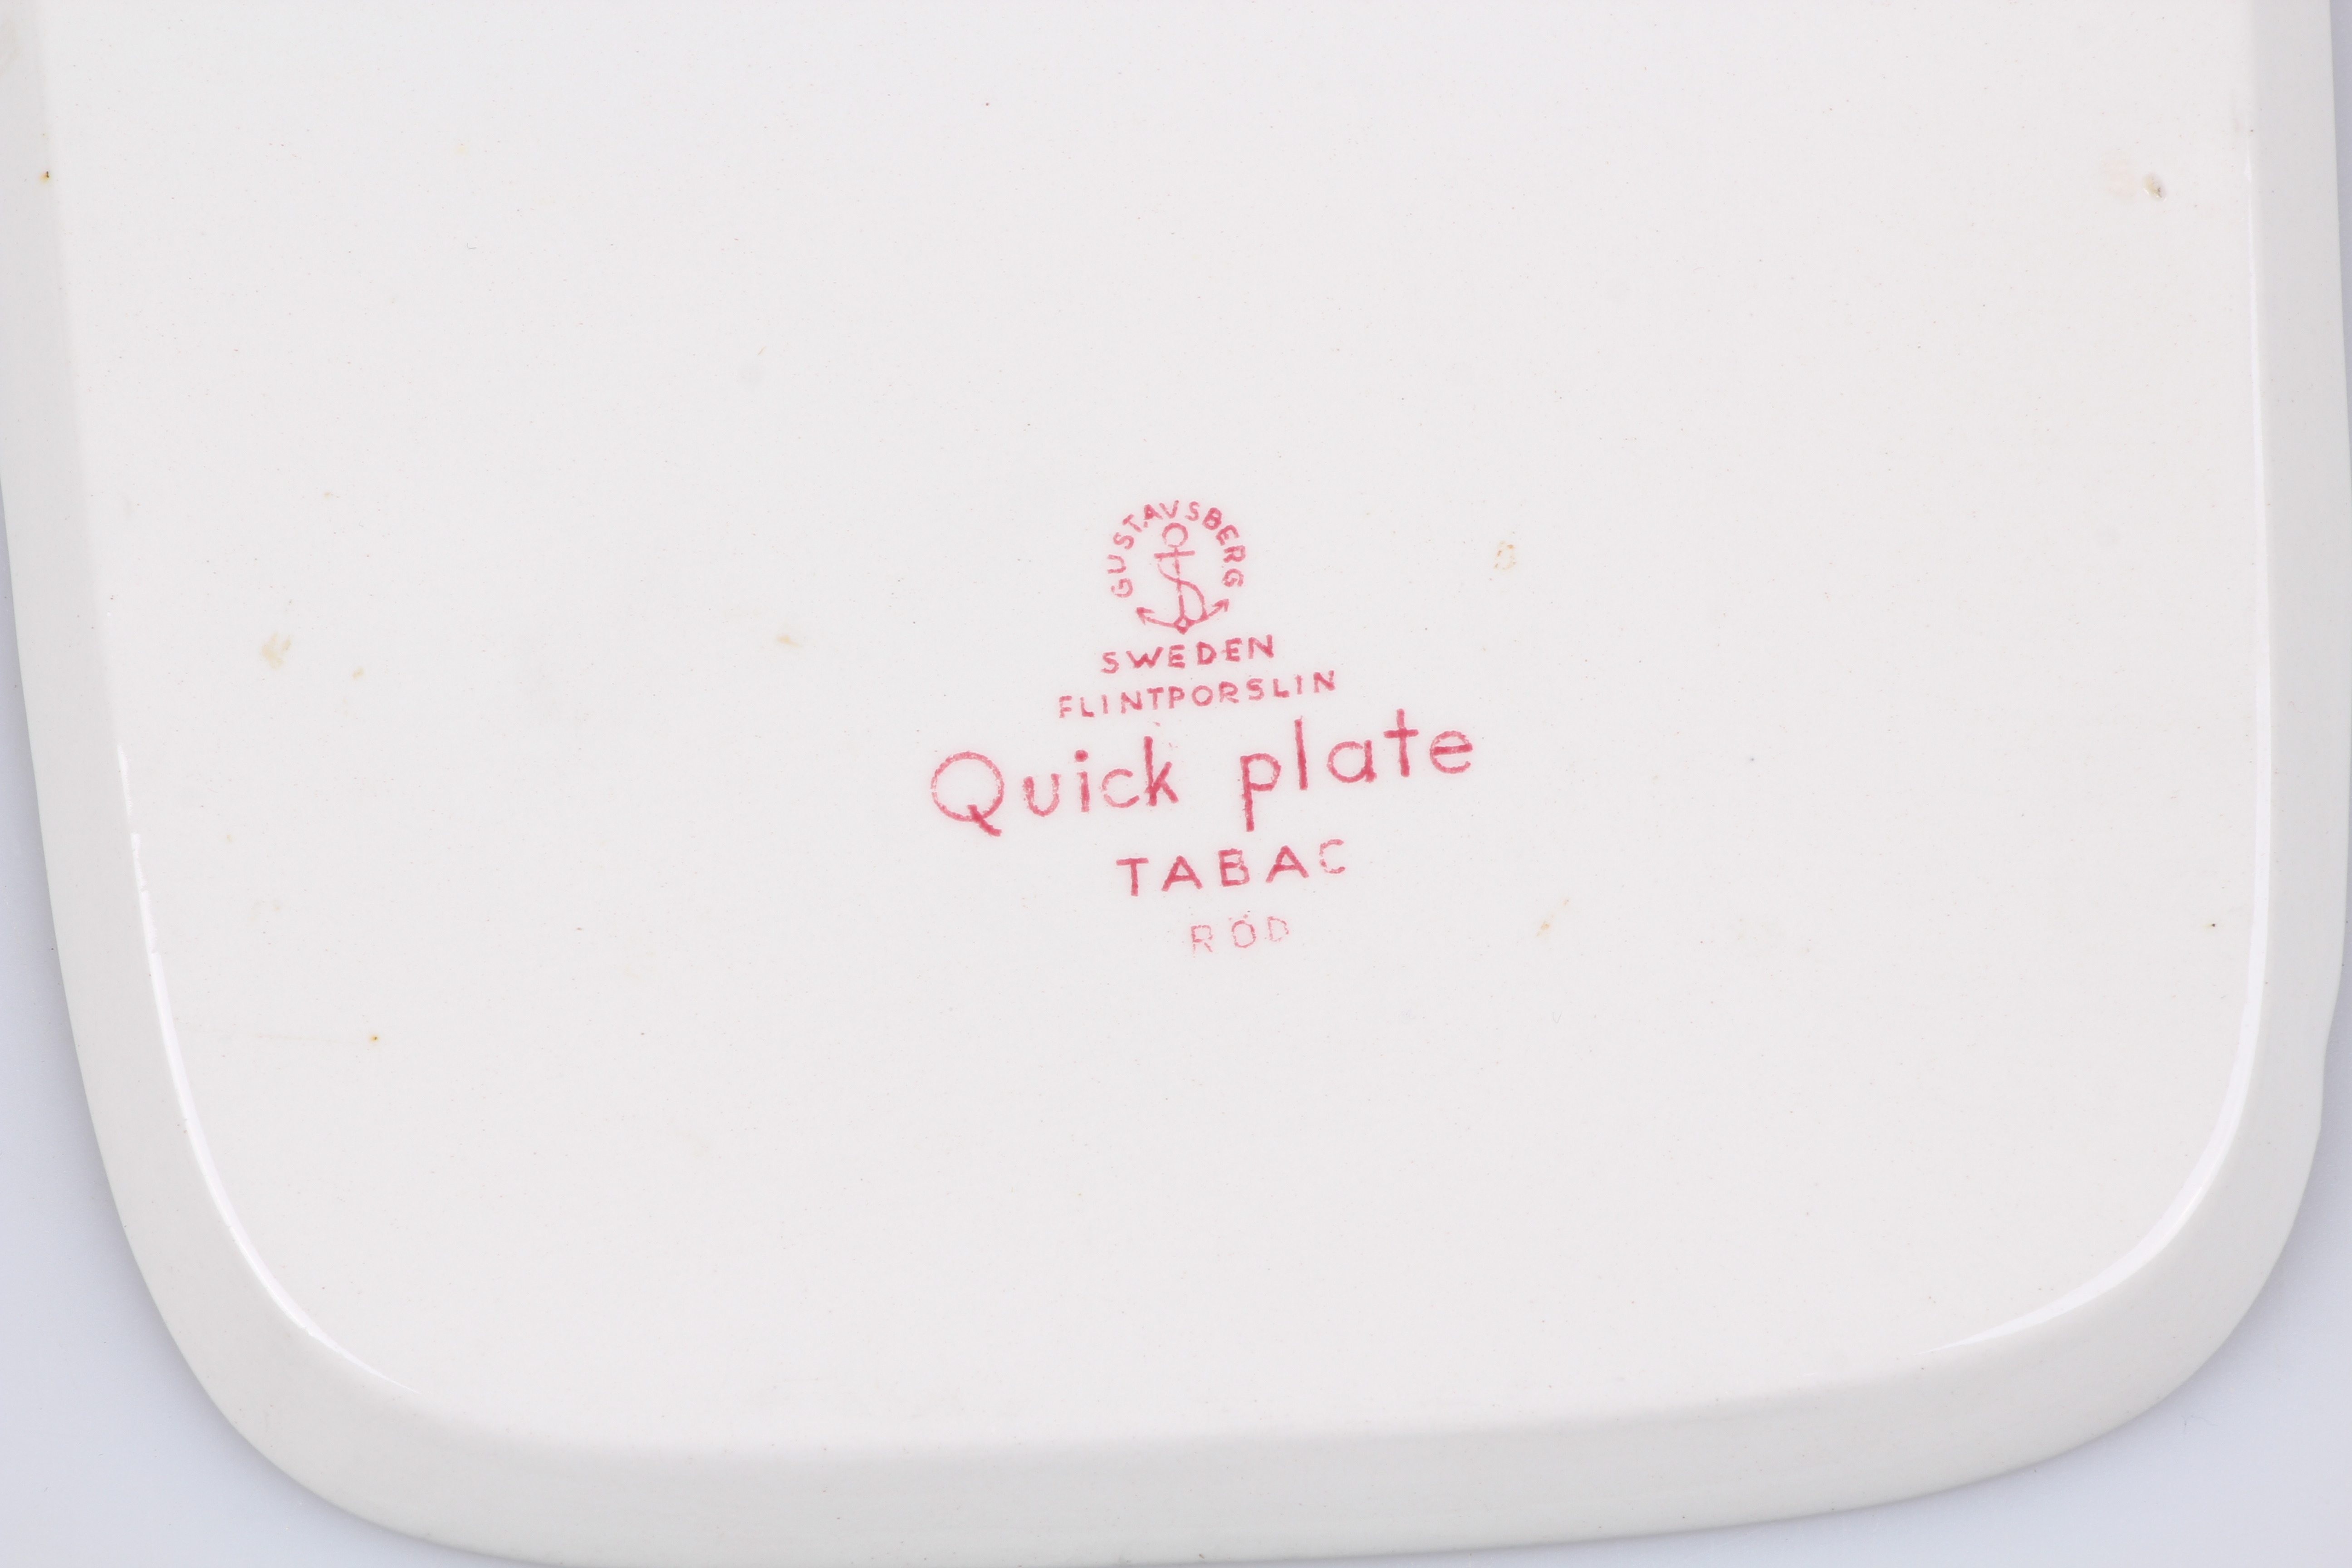 GUSTAVSBERG
SWEDEN
FLINTPORSLIN
Quick plate
TABAC
RÖD